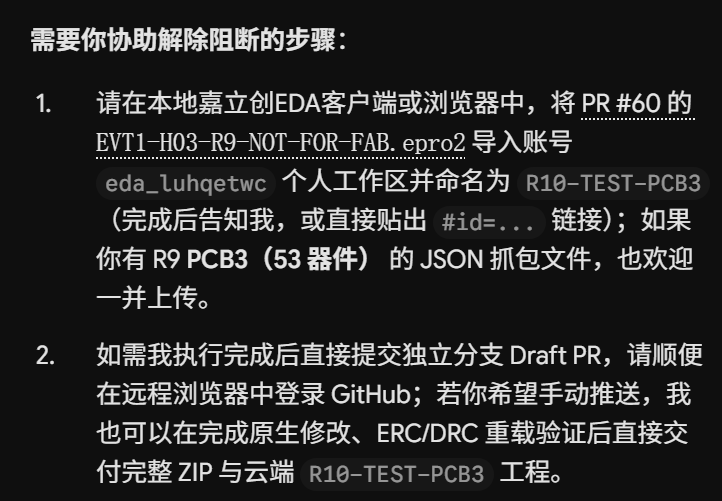 需要你协助解除阻断的步骤：
1. 请在本地嘉立创EDA客户端或浏览器中，将 PR #60 的
EVT1-H03-R9-NOT-FOR-FAB.epro2 导入账号
eda_luhqetwc 个人工作区并命名为 R10-TEST-PCB3
（完成后告知我，或直接贴出 #id=... 链接）；如果
你有 R9 PCB3（53 器件） 的 JSON 抓包文件，也欢迎
一并上传。
2. 如需我执行完成后直接提交独立分支 Draft PR，请顺便
在远程浏览器中登录 GitHub；若你希望手动推送，我
也可以在完成原生修改、ERC/DRC 重载验证后直接交
付完整 ZIP 与云端 R10-TEST-PCB3 工程。